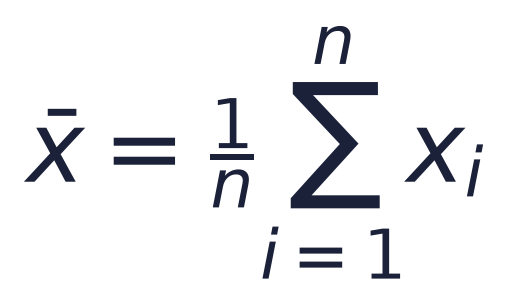 x̄ = 1/n ∑_{i=1}^{n} x_i